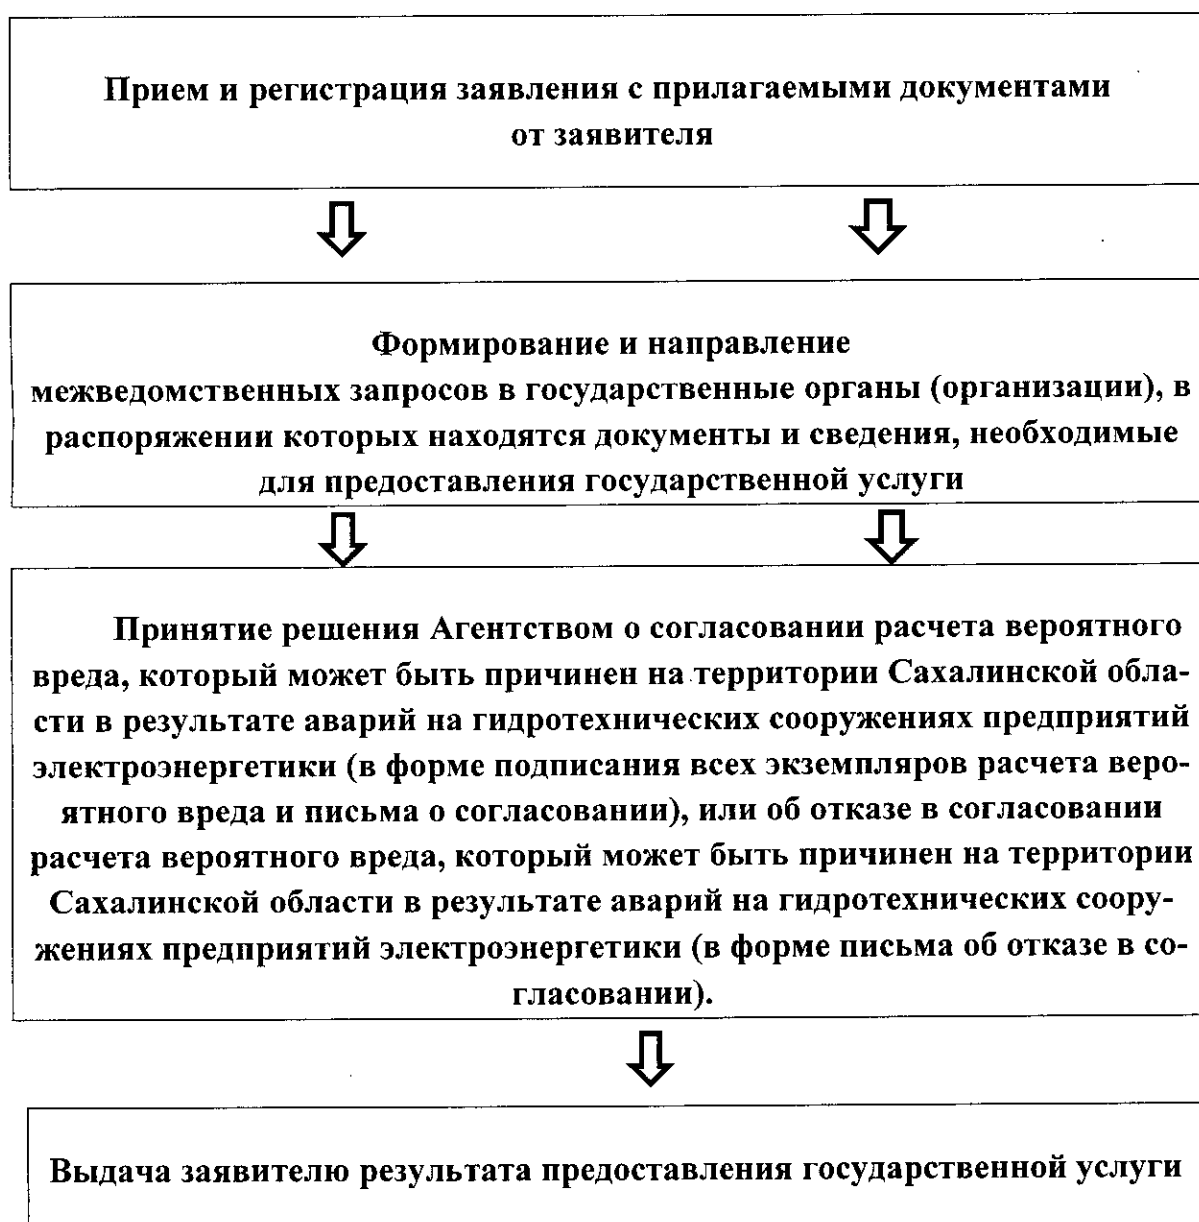 Прием и регистрация заявления с прилагаемыми документами
от заявителя
Формирование и направление
межведомственных запросов в государственные органы (организации), в
распоряжении которых находятся документы и сведения, необходимые
для предоставления государственной услуги
Принятие решения Агентством о согласовании расчета вероятного
вреда, который может быть причинен на территории Сахалинской обла-
сти в результате аварий на гидротехнических сооружениях предприятий
электроэнергетики (в форме подписания всех экземпляров расчета веро-
ятного вреда и письма о согласовании), или об отказе в согласовании
расчета вероятного вреда, который может быть причинен на территории
Сахалинской области в результате аварий на гидротехнических соору-
жениях предприятий электроэнергетики (в форме письма об отказе в со-
гласовании).
Выдача заявителю результата предоставления государственной услуги